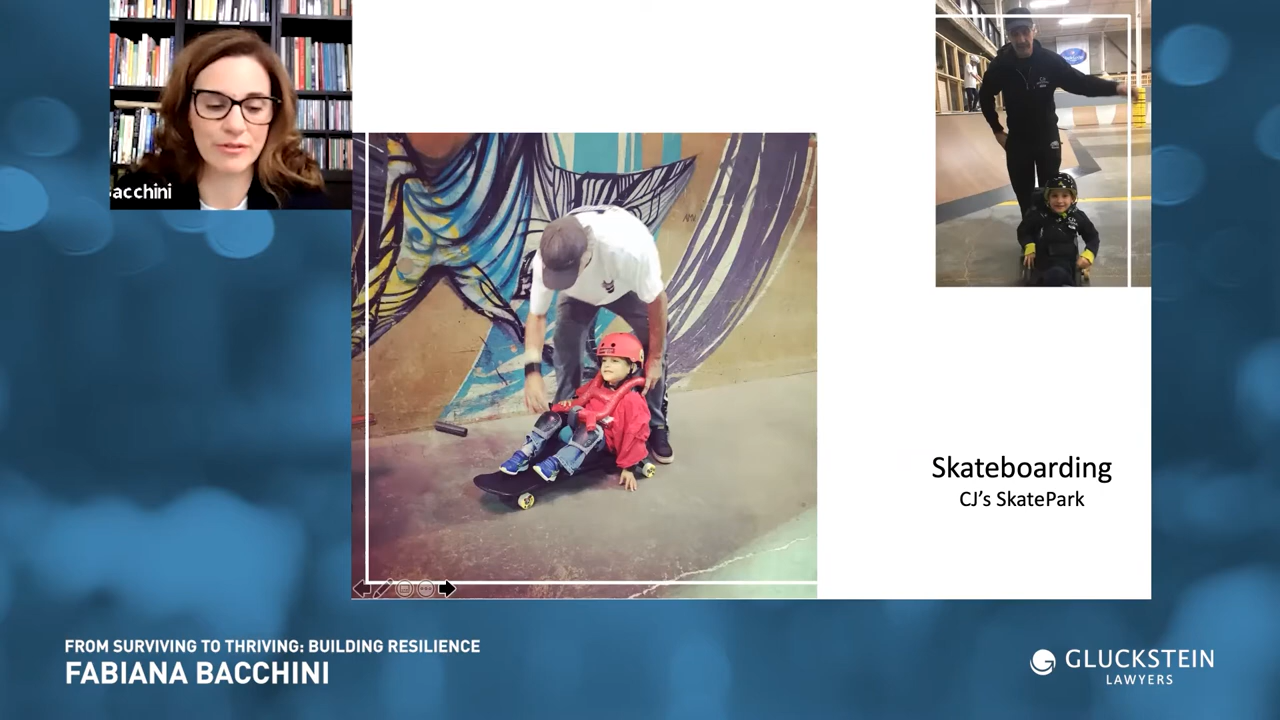 acchini
Skateboarding
CJ's SkatePark
FROM SURVIVING TO THRIVING: BUILDING RESILIENCE
FABIANA BACCHINI
GLUCKSTEIN
LAWYERS